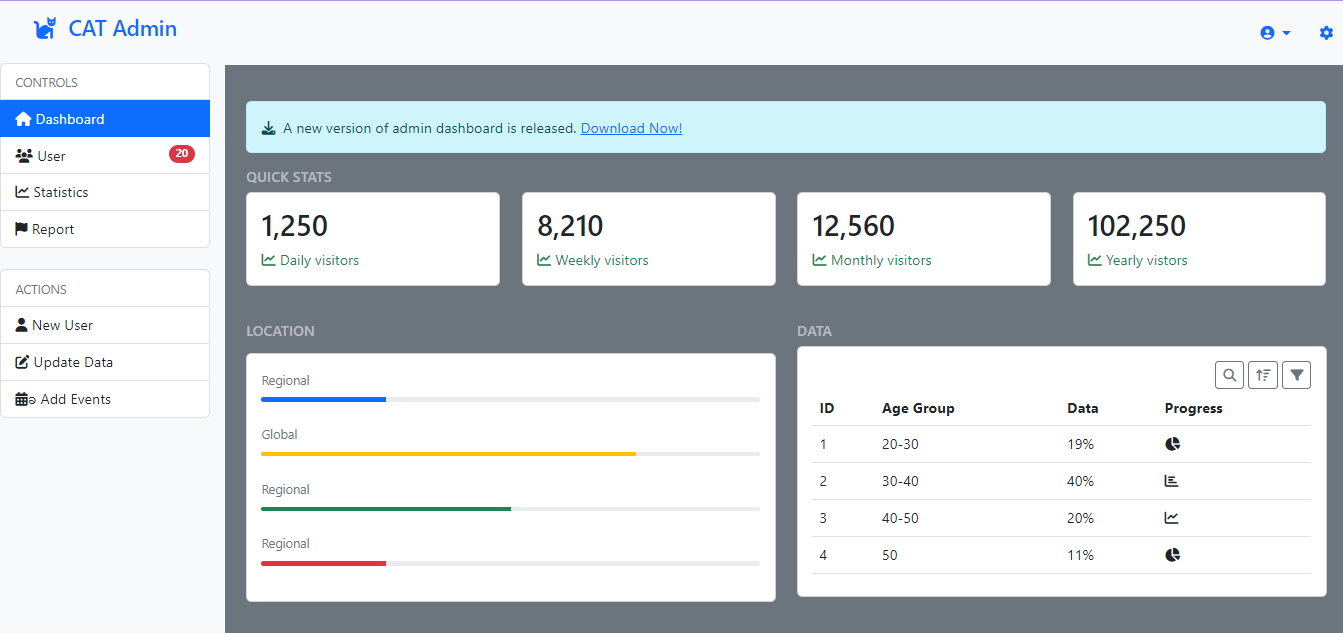 CAT Admin
CONTROLS
Dashboard
User 20
Statistics
Report
ACTIONS
New User
Update Data
Add Events
A new version of admin dashboard is released. Download Now!
QUICK STATS
1,250
Daily visitors
8,210
Weekly visitors
12,560
Monthly visitors
102,250
Yearly vistors
LOCATION
Regional
Global
Regional
Regional
DATA
ID Age Group Data Progress
1 20-30 19%
2 30-40 40%
3 40-50 20%
4 50 11%